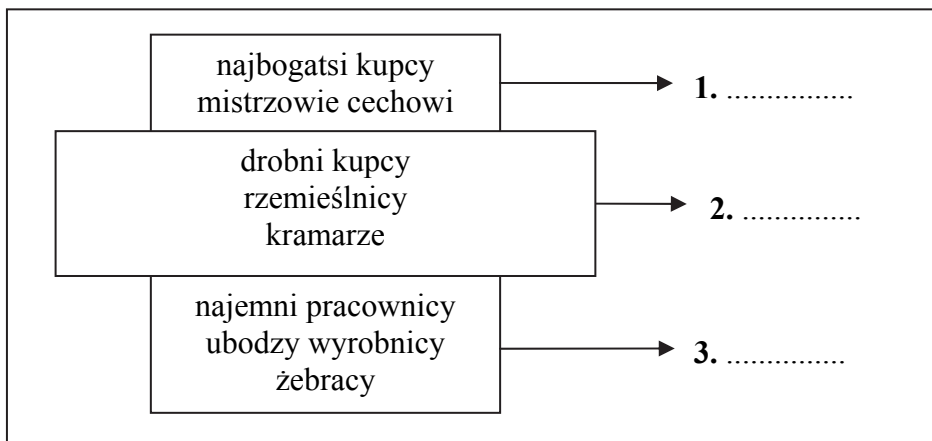 najbogatsi kupcy
mistrzowie cechowi
1. ...............
drobni kupcy
rzemieślnicy
kramarze
2. ..............
najemni pracownicy
ubodzy wyrobnicy
żebracy
3. ..............